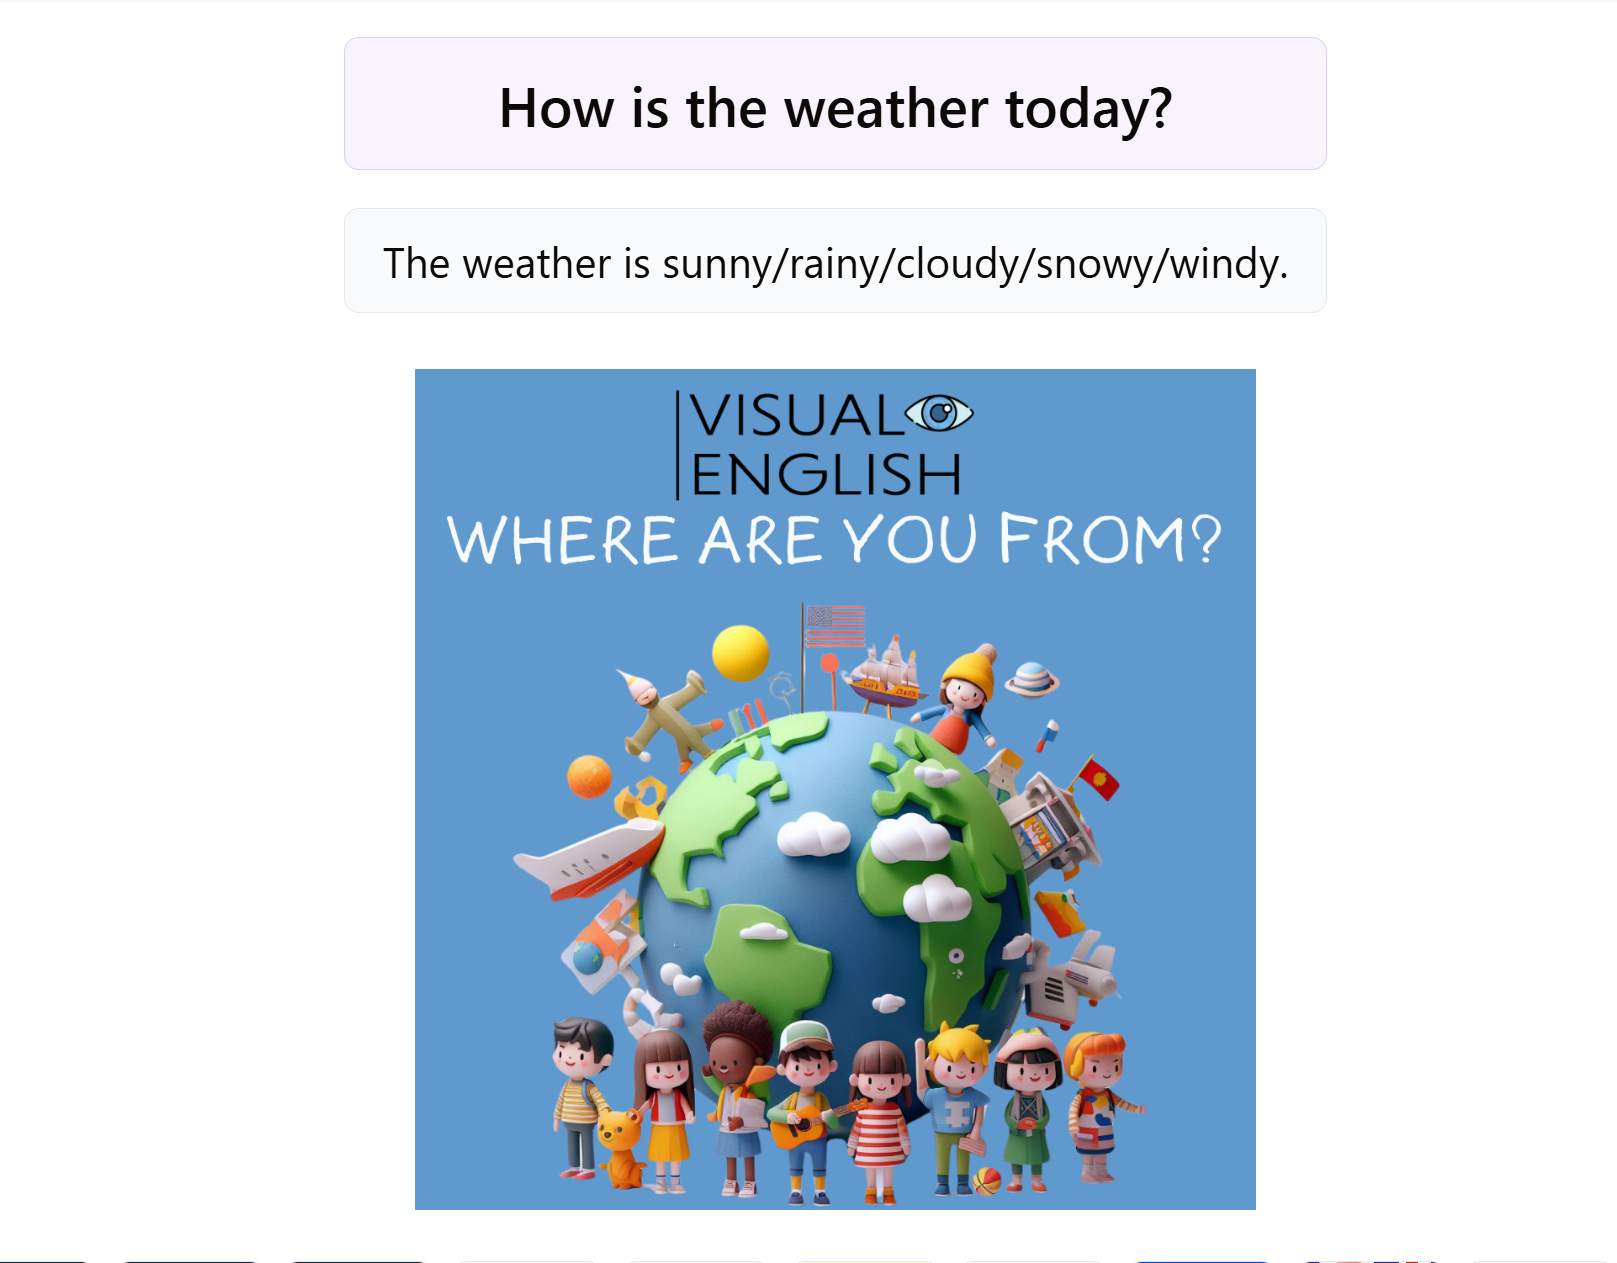 How is the weather today?
The weather is sunny/rainy/cloudy/snowy/windy.
VISUAL
ENGLISH
WHERE ARE YOU FROM?